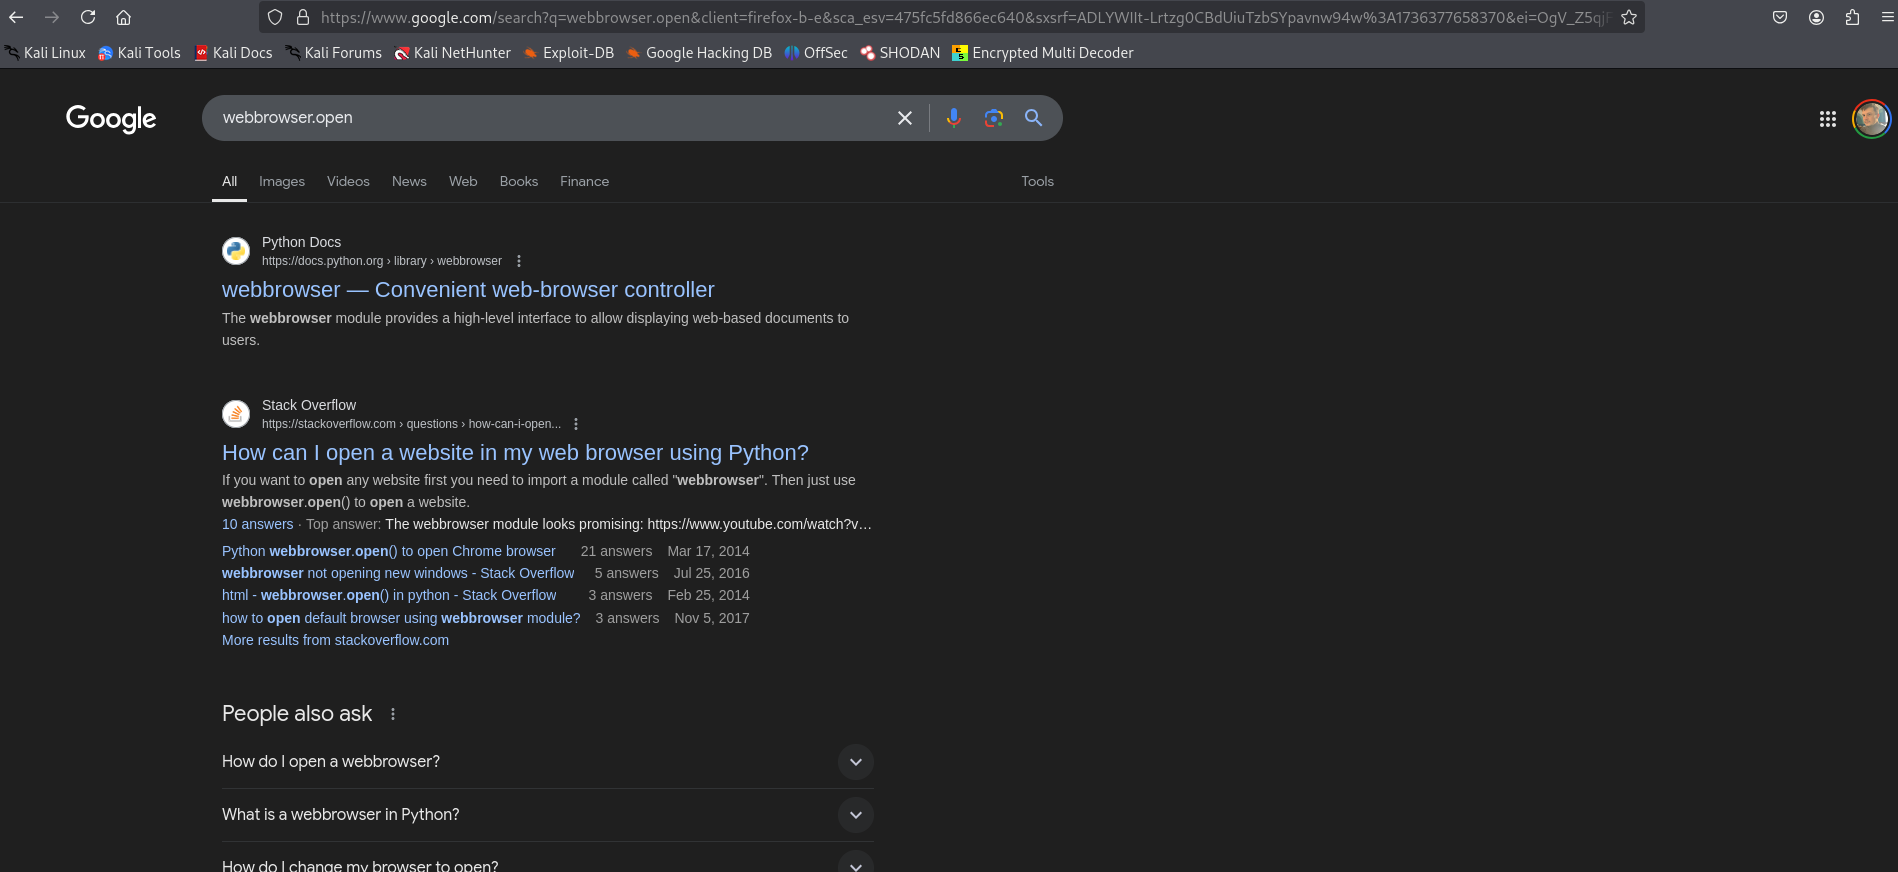 https://www.google.com/search?q=webbrowser.open&client=firefox-b-e&sca_esv=475fc5fd866ec640&sxsrf=ADLYWIIt-Lrtzg0CBdUiuTzbSYpavnw94w%3A1736377658370&ei=OgV_Z5qjF
Kali Linux Kali Tools Kali Docs Kali Forums Kali NetHunter Exploit-DB Google Hacking DB OffSec SHODAN Encrypted Multi Decoder
Google webbrowser.open
All Images Videos News Web Books Finance Tools
Python Docs
https://docs.python.org › library › webbrowser
webbrowser — Convenient web-browser controller
The webbrowser module provides a high-level interface to allow displaying web-based documents to
users.
Stack Overflow
https://stackoverflow.com › questions › how-can-i-open...
How can I open a website in my web browser using Python?
If you want to open any website first you need to import a module called "webbrowser". Then just use
webbrowser.open() to open a website.
10 answers · Top answer: The webbrowser module looks promising: https://www.youtube.com/watch?v…
Python webbrowser.open() to open Chrome browser 21 answers Mar 17, 2014
webbrowser not opening new windows - Stack Overflow 5 answers Jul 25, 2016
html - webbrowser.open() in python - Stack Overflow 3 answers Feb 25, 2014
how to open default browser using webbrowser module? 3 answers Nov 5, 2017
More results from stackoverflow.com
People also ask
How do I open a webbrowser?
What is a webbrowser in Python?
How do I change my browser to open?